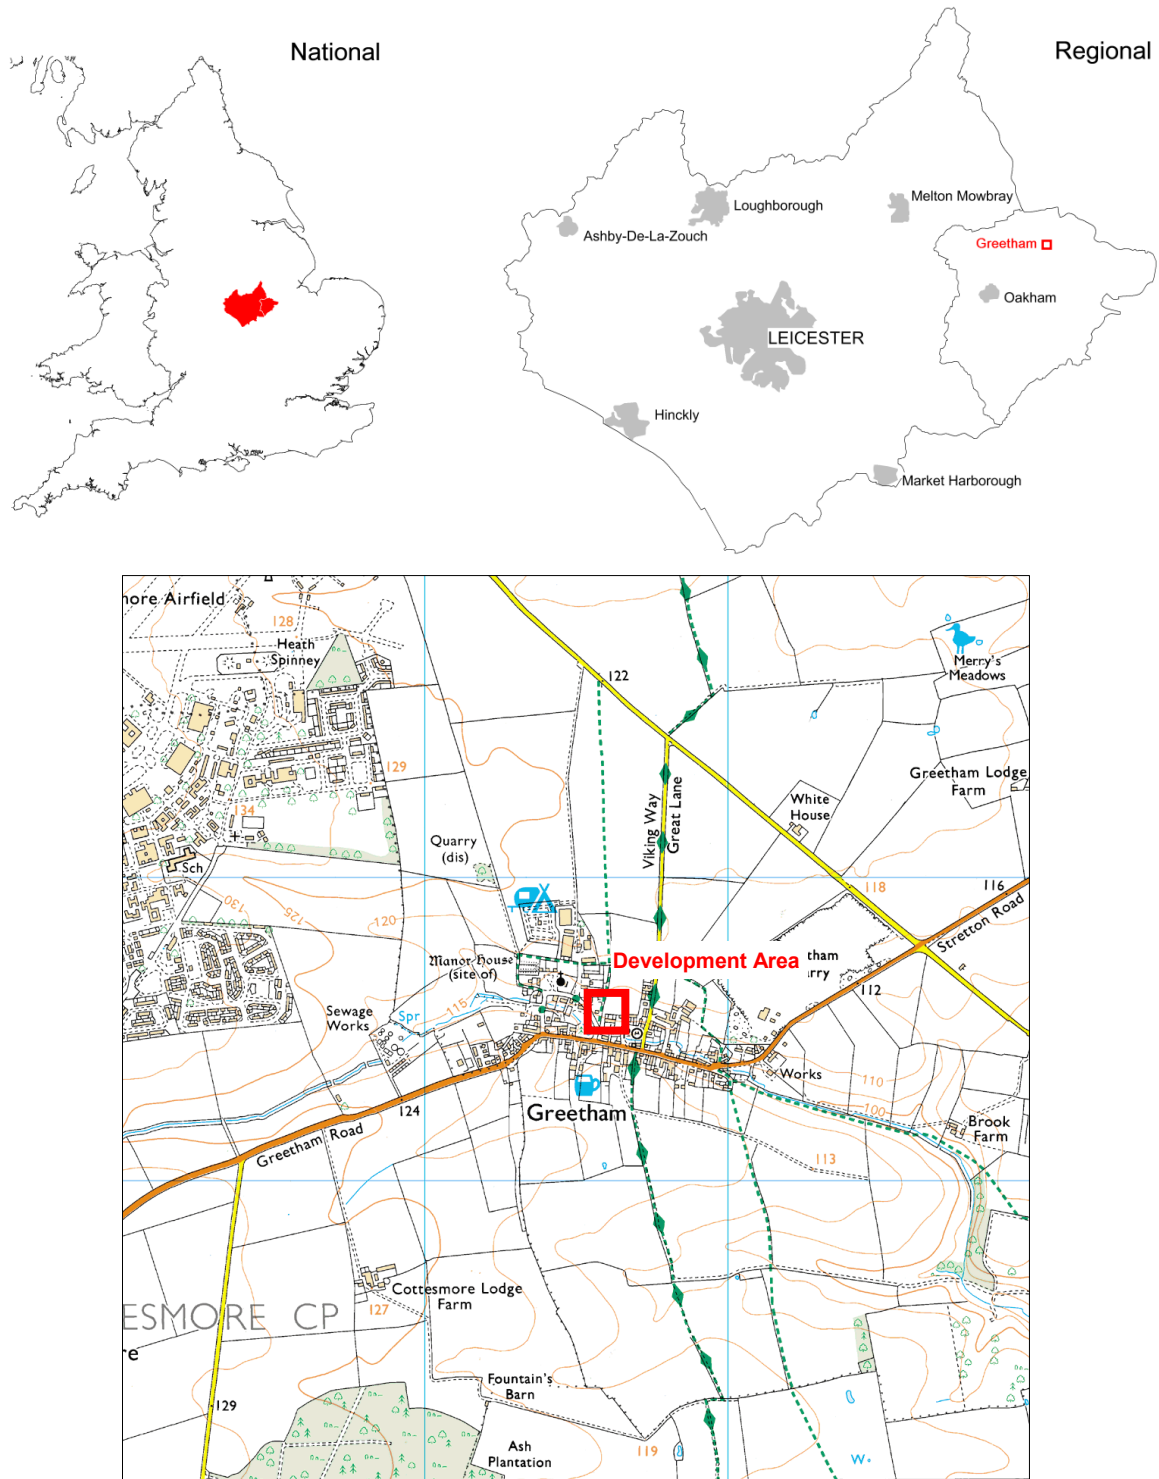 National
Regional
Loughborough
Melton Mowbray
Ashby-De-La-Zouch
Greetham
Oakham
LEICESTER
Hinckly
Market Harborough
nore Airfield
128
Heath
Spinney
122
Merry's
Meadows
129
134
Greetham Lodge
Farm
White
House
Viking Way
Great Lane
Quarry
(dis)
Sch
118
116
130
125
120
Stretton Road
Manor House
(site of)
Development Area
tham
rry
112
115
Spr
Sewage
Works
Works
110
100
124
Greetham
Brook
Farm
Greetham Road
113
Cottesmore Lodge
Farm
127
ESMORE CP
re
Fountain's
Barn
129
119
Ash
Plantation
W